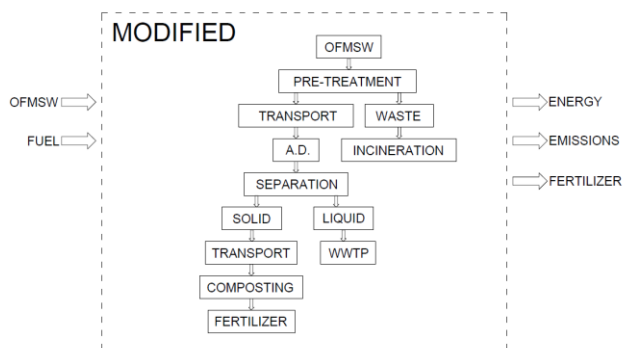 MODIFIED
OFMSW
PRE-TREATMENT
OFMSW
ENERGY
TRANSPORT
WASTE
FUEL
A.D.
INCINERATION
EMISSIONS
SEPARATION
FERTILIZER
SOLID
LIQUID
TRANSPORT
WWTP
COMPOSTING
FERTILIZER